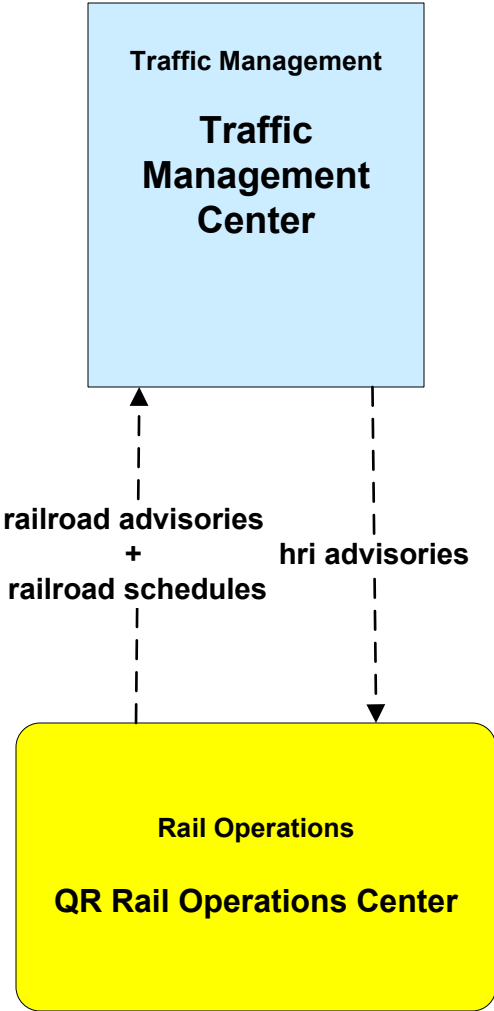 Traffic Management
Traffic
Management
Center
railroad advisories
+
railroad schedules
hri advisories
Rail Operations
QR Rail Operations Center